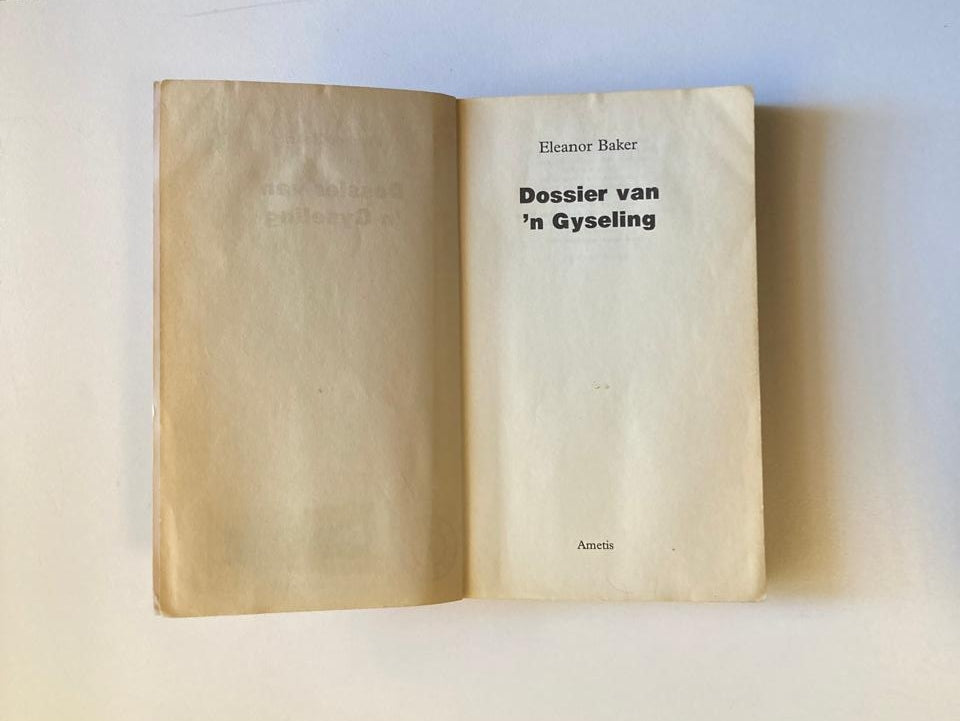 Eleanor Baker
Dossier van
’n Gyseling
Ametis